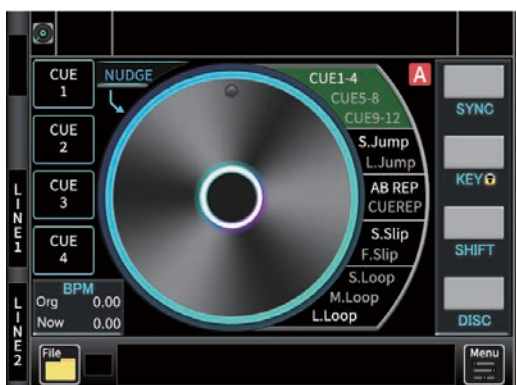 CUE
1
NUDGE
CUE1-4
CUE5-8
CUE9-12
A
SYNC
CUE
2
S.Jump
L.Jump
KEY
CUE
3
AB REP
CUEREP
CUE
4
S.Slip
F.Slip
SHIFT
S.Loop
M.Loop
L.Loop
BPM
Org 0.00
Now 0.00
DISC
LINE1
LINE2
File
Menu